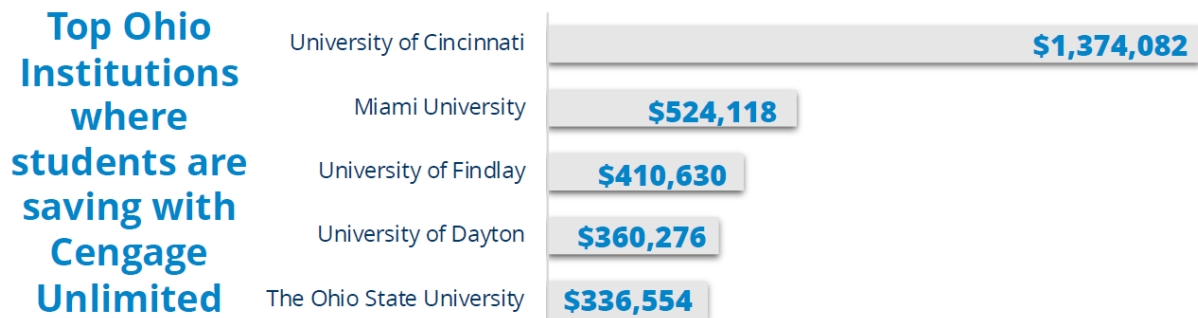 Top Ohio
Institutions
where
students are
saving with
Cengage
Unlimited
University of Cincinnati $1,374,082
Miami University $524,118
University of Findlay $410,630
University of Dayton $360,276
The Ohio State University $336,554